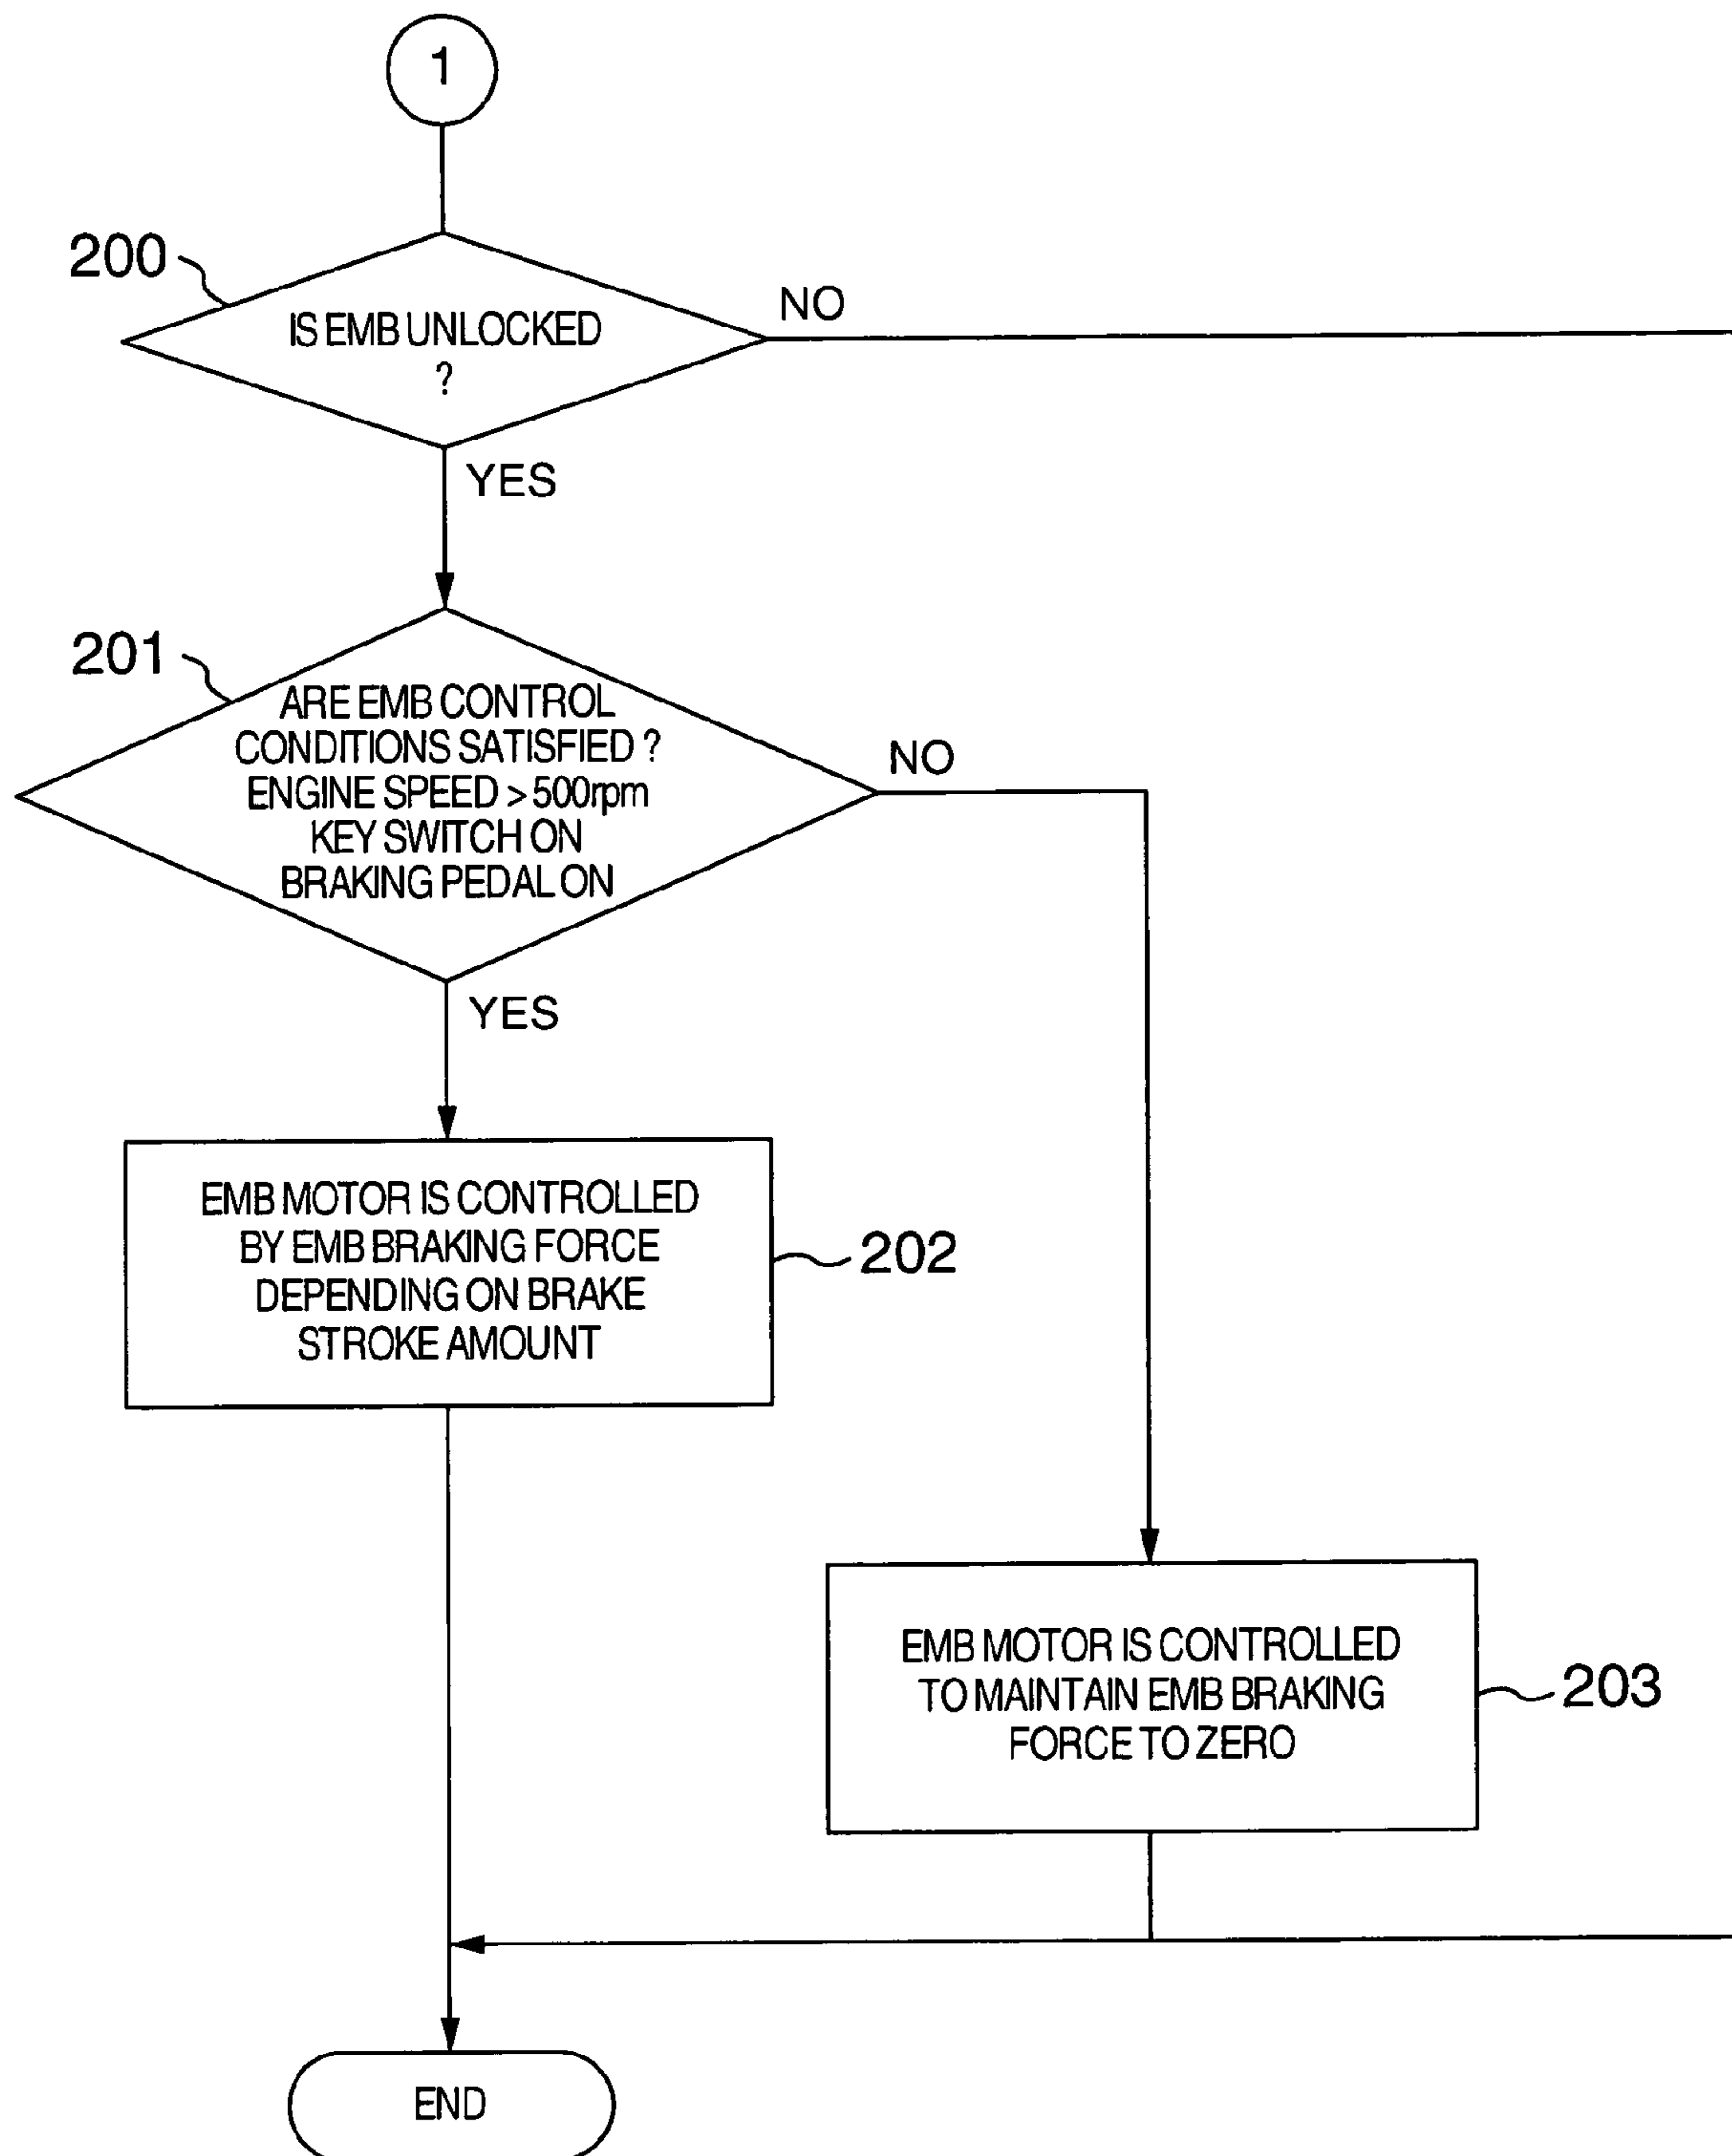 1
200
IS EMB UNLOCKED
?
NO
YES
201
ARE EMB CONTROL
CONDITIONS SATISFIED ?
ENGINE SPEED > 500rpm
KEY SWITCH ON
BRAKING PEDAL ON
NO
YES
EMB MOTOR IS CONTROLLED
BY EMB BRAKING FORCE
DEPENDING ON BRAKE
STROKE AMOUNT
202
EMB MOTOR IS CONTROLLED
TO MAINTAIN EMB BRAKING
FORCE TO ZERO
203
END